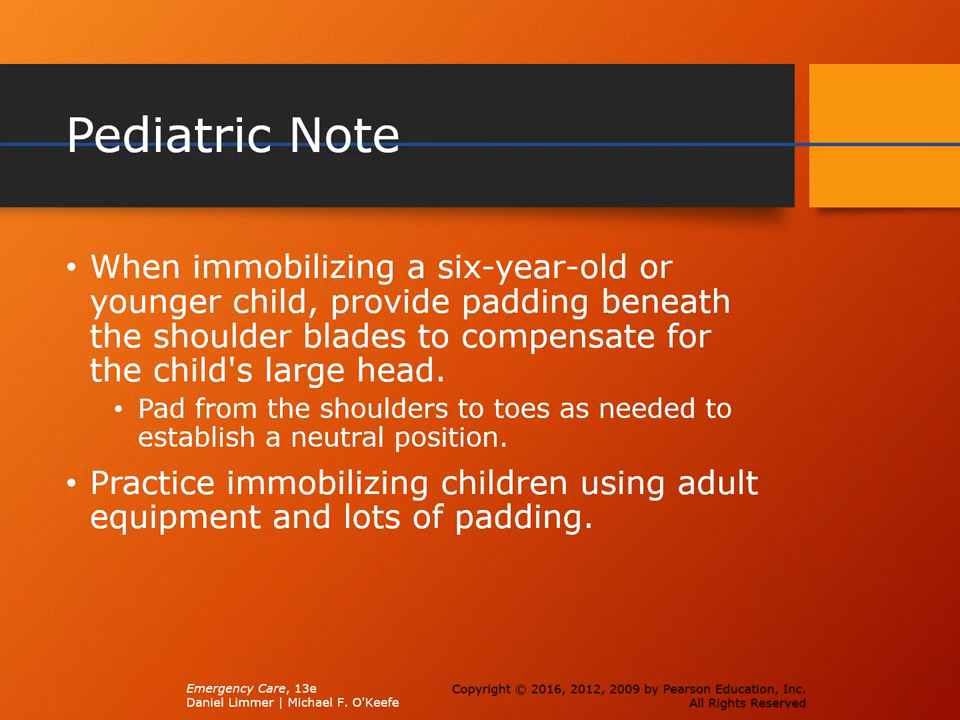 Pediatric Note
• When immobilizing a six-year-old or
younger child, provide padding beneath
the shoulder blades to compensate for
the child's large head.
• Pad from the shoulders to toes as needed to
establish a neutral position.
• Practice immobilizing children using adult
equipment and lots of padding.
Emergency Care, 13e
Daniel Limmer | Michael F. O'Keefe
Copyright © 2016, 2012, 2009 by Pearson Education, Inc.
All Rights Reserved